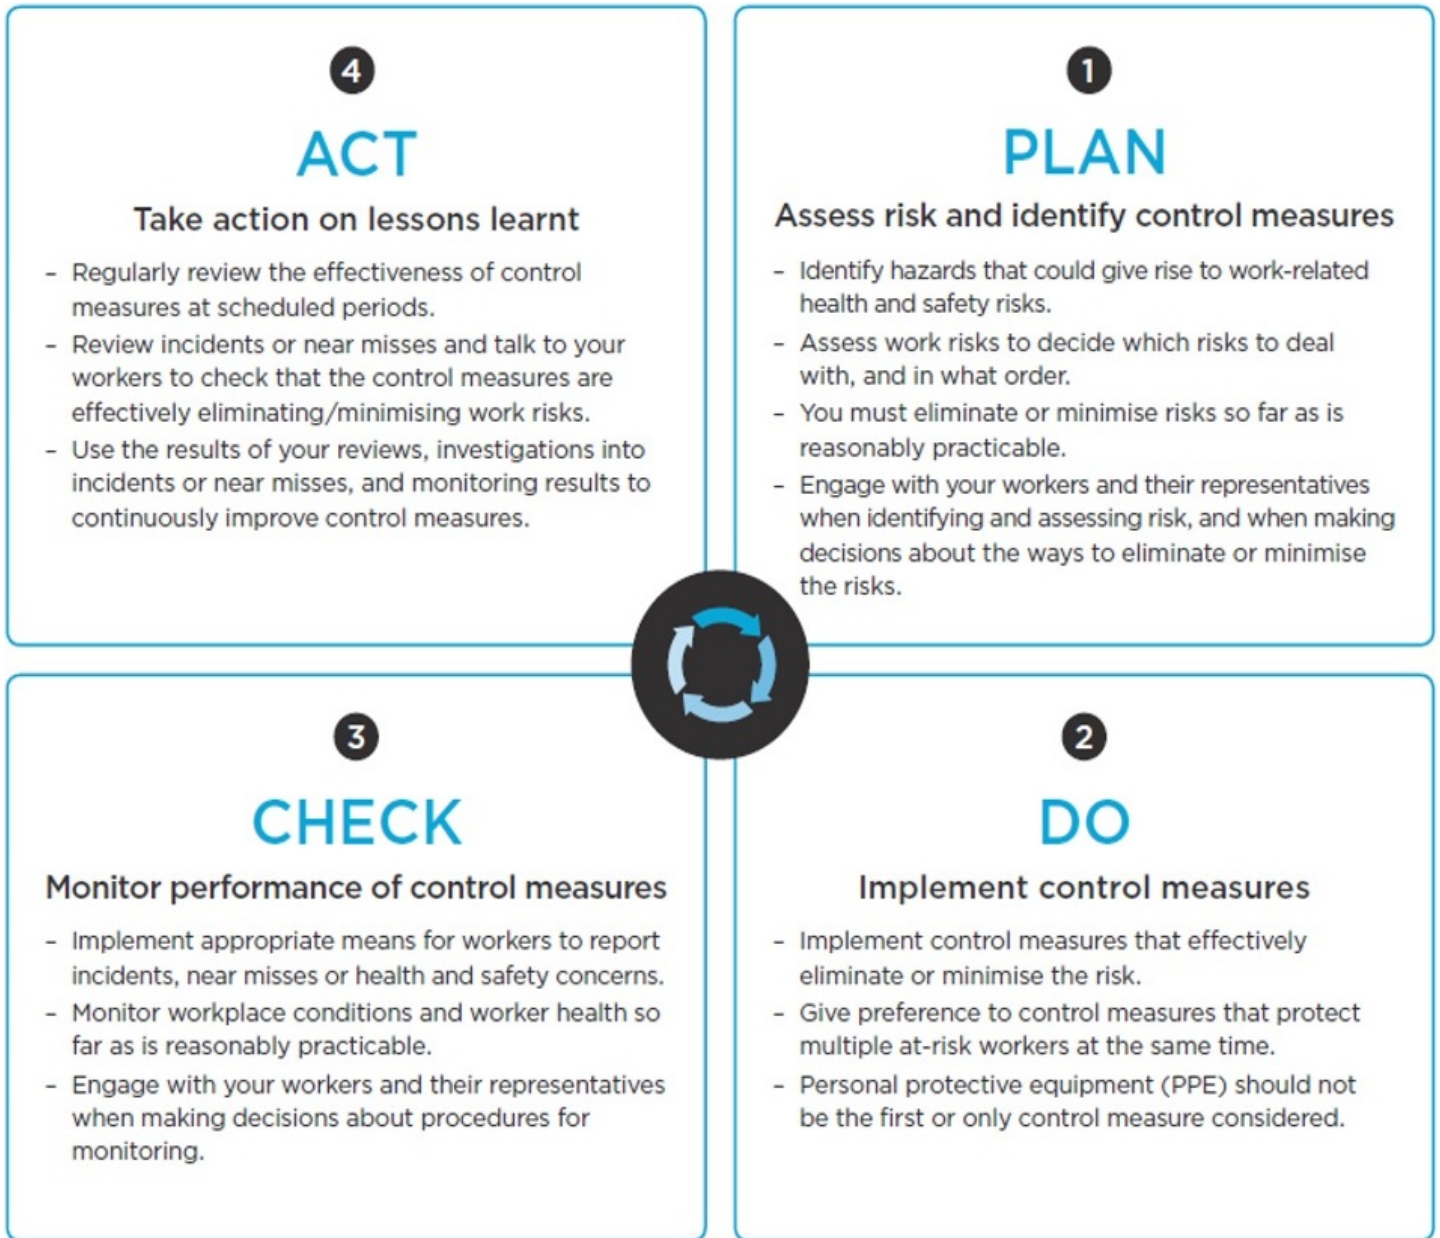 4
ACT
Take action on lessons learnt
– Regularly review the effectiveness of control
measures at scheduled periods.
– Review incidents or near misses and talk to your
workers to check that the control measures are
effectively eliminating/minimising work risks.
– Use the results of your reviews, investigations into
incidents or near misses, and monitoring results to
continuously improve control measures.
1
PLAN
Assess risk and identify control measures
– Identify hazards that could give rise to work-related
health and safety risks.
– Assess work risks to decide which risks to deal
with, and in what order.
– You must eliminate or minimise risks so far as is
reasonably practicable.
– Engage with your workers and their representatives
when identifying and assessing risk, and when making
decisions about the ways to eliminate or minimise
the risks.
3
CHECK
Monitor performance of control measures
– Implement appropriate means for workers to report
incidents, near misses or health and safety concerns.
– Monitor workplace conditions and worker health so
far as is reasonably practicable.
– Engage with your workers and their representatives
when making decisions about procedures for
monitoring.
2
DO
Implement control measures
– Implement control measures that effectively
eliminate or minimise the risk.
– Give preference to control measures that protect
multiple at-risk workers at the same time.
– Personal protective equipment (PPE) should not
be the first or only control measure considered.